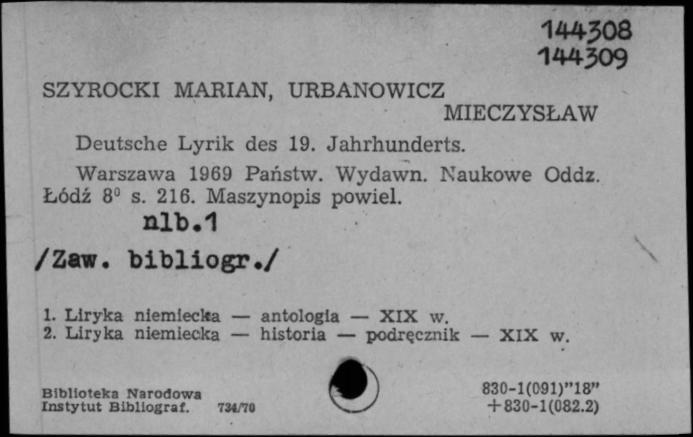 144308
144309
SZYROCKI MARIAN, URBANOWICZ
MIECZYSŁAW
Deutsche Lyrik des 19. Jahrhunderts.
Warszawa 1969 Państw. Wydawn. Naukowe Oddz.
Łódź 8⁰ s. 216. Maszynopis powiel.
nlb.1
/Zaw. bibliogr./
1. Liryka niemiecka — antologia — XIX w.
2. Liryka niemiecka — historia — podręcznik — XIX w.
Biblioteka Narodowa
Instytut Bibliograf. 734/70
830-1(091)”18”
+830-1(082.2)